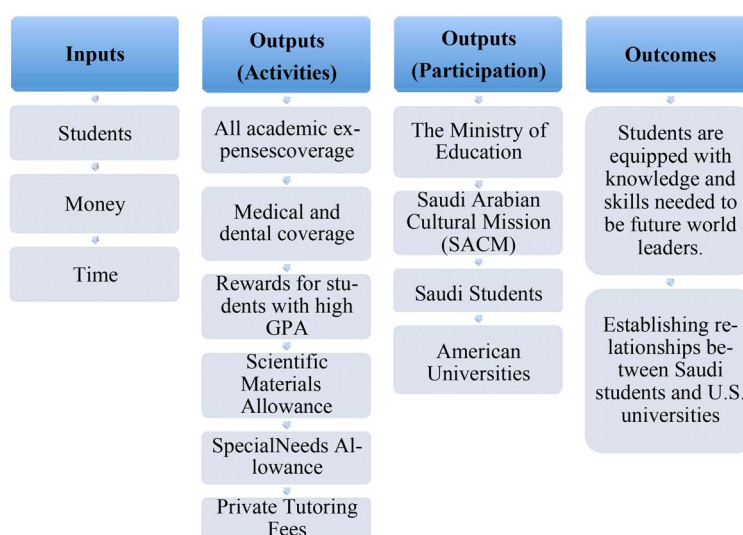 Inputs
Students
Money
Time
Outputs
(Activities)
All academic ex-
pensescoverage
Medical and
dental coverage
Rewards for stu-
dents with high
GPA
Scientific
Materials
Allowance
SpecialNeeds Al-
lowance
Private Tutoring
Fees
Outputs
(Participation)
The Ministry of
Education
Saudi Arabian
Cultural Mission
(SACM)
Saudi Students
American
Universities
Outcomes
Students are
equipped with
knowledge and
skills needed to
be future world
leaders.
Establishing re-
lationships be-
tween Saudi
students and U.S.
universities